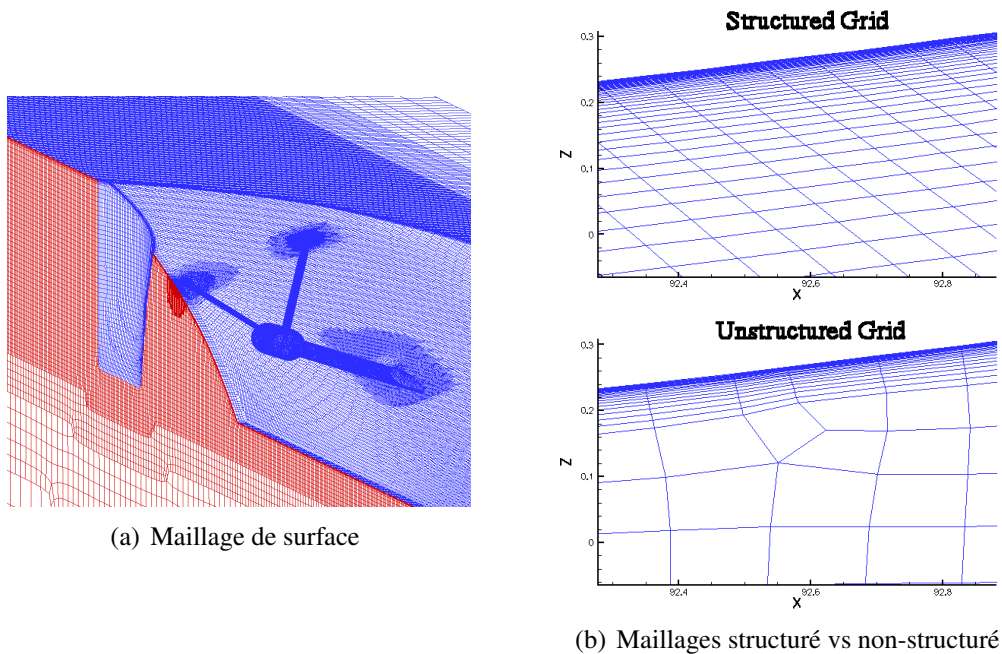 Structured Grid
0.3
0.2
0.1
0
Z
92.4
92.6
92.8
X
Unstructured Grid
0.3
0.2
0.1
0
Z
92.4
92.6
92.8
X
(a) Maillage de surface
(b) Maillages structuré vs non-structuré